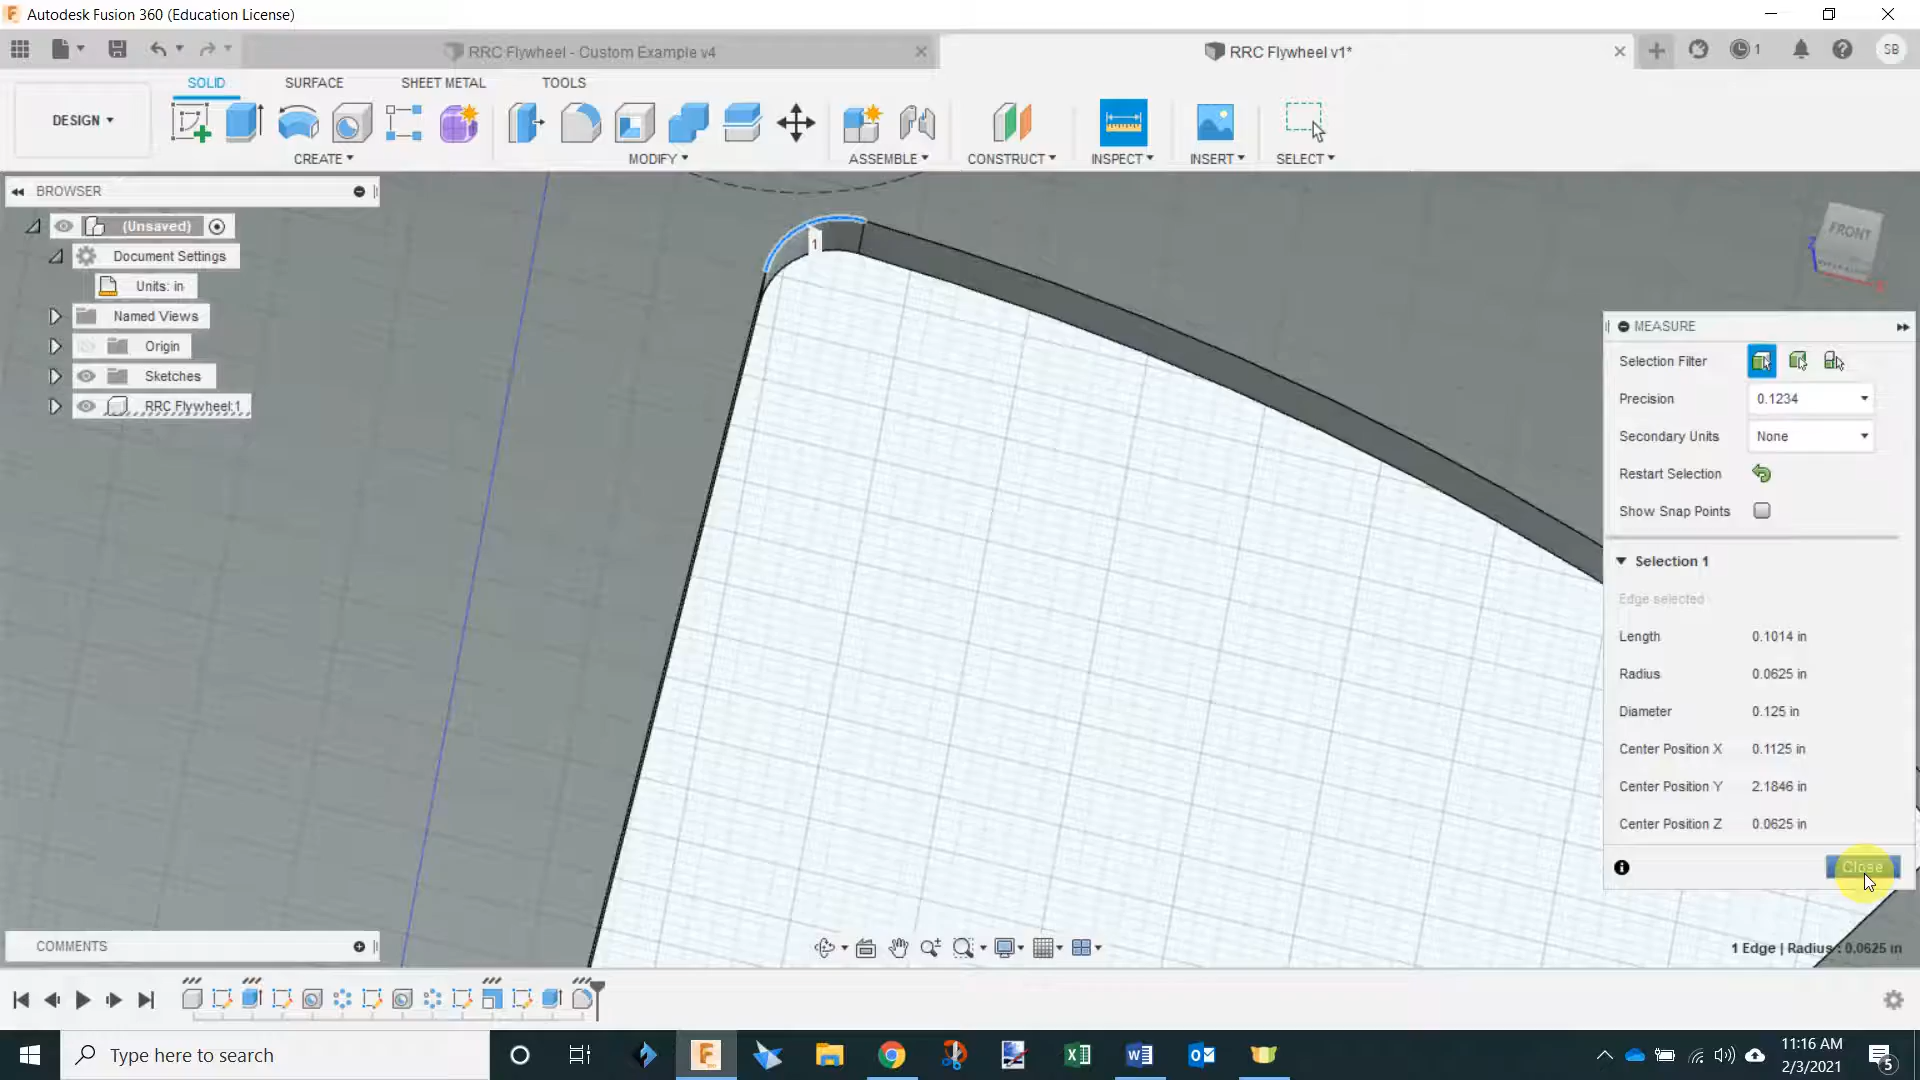 Autodesk Fusion 360 (Education License)
RRC Flywheel - Custom Example v4
RRC Flywheel v1*
1
SB
SOLID
SURFACE
SHEET METAL
TOOLS
DESIGN
CREATE
MODIFY
ASSEMBLE
CONSTRUCT
INSPECT
INSERT
SELECT
BROWSER
(Unsaved)
Document Settings
Units: in
Named Views
Origin
Sketches
RRC Flywheel:1
1
FRONT
Z
X
MEASURE
Selection Filter
Precision 0.1234
Secondary Units None
Restart Selection
Show Snap Points
Selection 1
Edge selected
Length 0.1014 in
Radius 0.0625 in
Diameter 0.125 in
Center Position X 0.1125 in
Center Position Y 2.1846 in
Center Position Z 0.0625 in
Close
1 Edge | Radius : 0.0625 in
COMMENTS
Type here to search
11:16 AM
2/3/2021
5